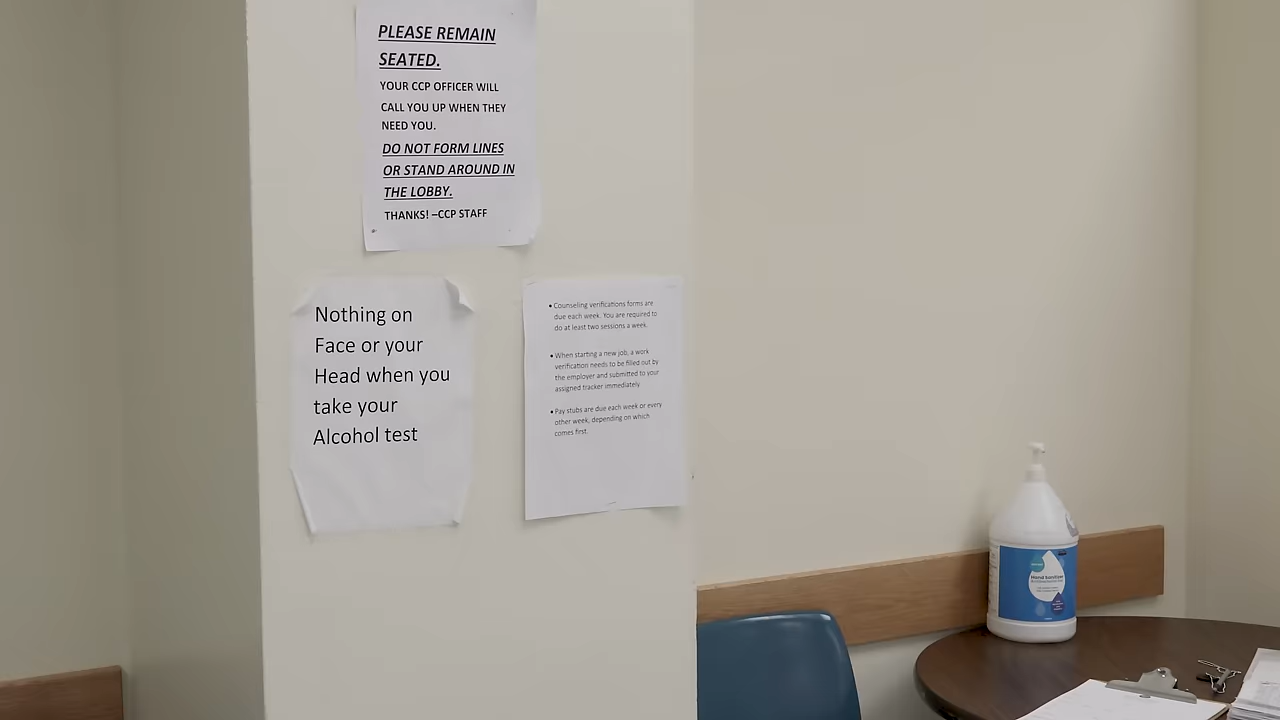 PLEASE REMAIN
SEATED.
YOUR CCP OFFICER WILL
CALL YOU UP WHEN THEY
NEED YOU.
DO NOT FORM LINES
OR STAND AROUND IN
THE LOBBY.
THANKS! –CCP STAFF
Nothing on
Face or your
Head when you
take your
Alcohol test
• Counseling verifications forms are
due each week. You are required to
do at least two sessions a week.
• When starting a new job, a work
verification needs to be filled out by
the employer and submitted to your
assigned tracker immediately.
• Pay stubs are due each week or every
other week, depending on which
comes first.
Hand Sanitizer